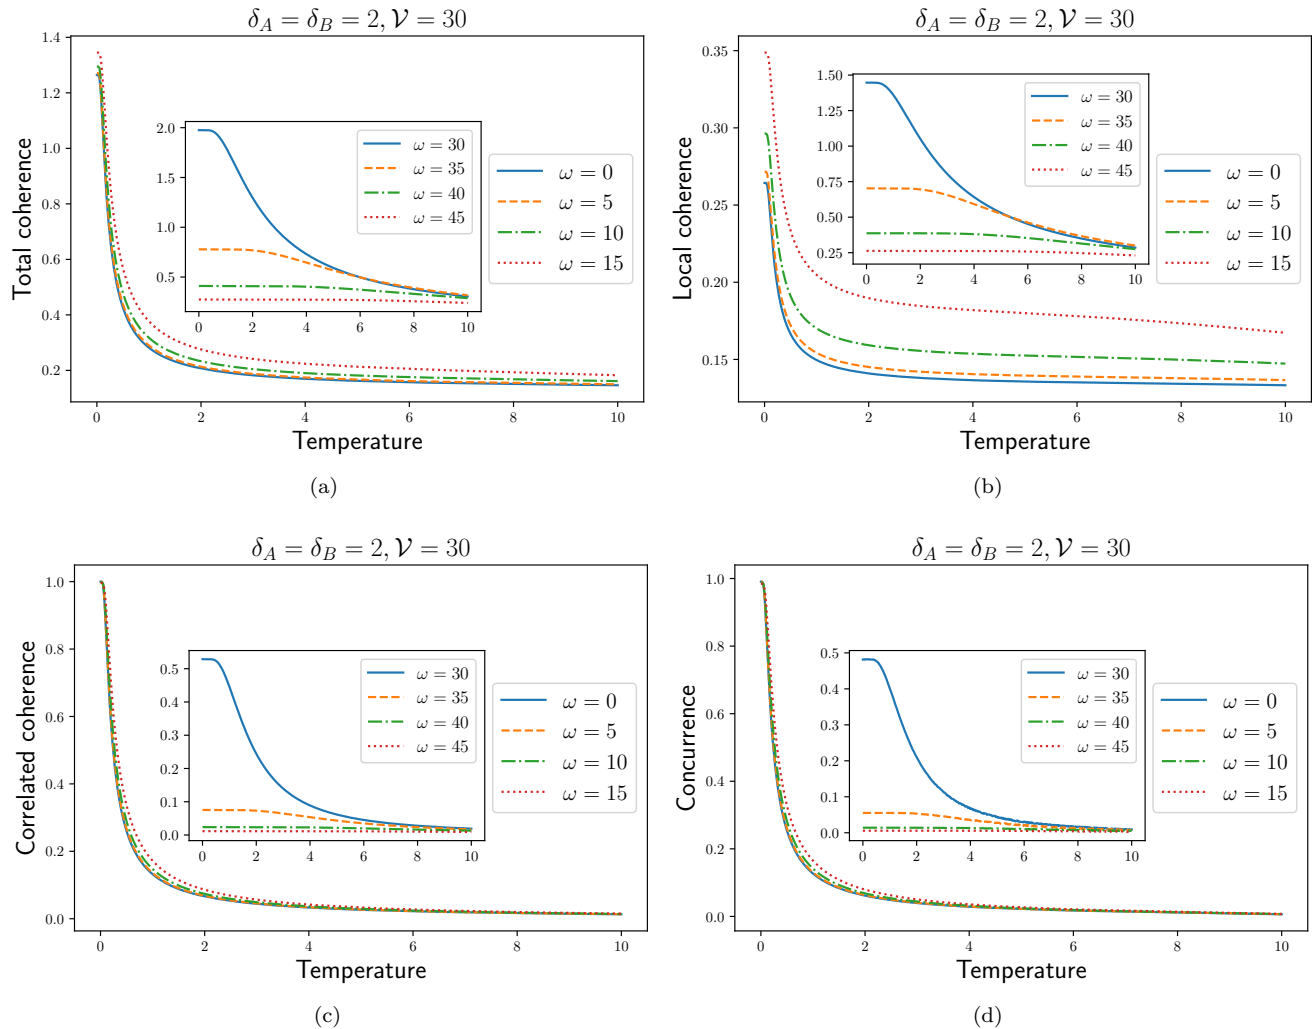 δ_A = δ_B = 2, 𝒱 = 30
1.4
1.2
1.0
0.8
0.6
0.4
0.2
Total coherence
0
2
4
6
8
10
Temperature
2.0
1.5
1.0
0.5
0
2
4
6
8
10
ω = 30
ω = 35
ω = 40
ω = 45
ω = 0
ω = 5
ω = 10
ω = 15
(a)
δ_A = δ_B = 2, 𝒱 = 30
0.35
0.30
0.25
0.20
0.15
Local coherence
0
2
4
6
8
10
Temperature
1.50
1.25
1.00
0.75
0.50
0.25
0
2
4
6
8
10
ω = 30
ω = 35
ω = 40
ω = 45
ω = 0
ω = 5
ω = 10
ω = 15
(b)
δ_A = δ_B = 2, 𝒱 = 30
1.0
0.8
0.6
0.4
0.2
0.0
Correlated coherence
0
2
4
6
8
10
Temperature
0.5
0.4
0.3
0.2
0.1
0.0
0
2
4
6
8
10
ω = 30
ω = 35
ω = 40
ω = 45
ω = 0
ω = 5
ω = 10
ω = 15
(c)
δ_A = δ_B = 2, 𝒱 = 30
1.0
0.8
0.6
0.4
0.2
0.0
Concurrence
0
2
4
6
8
10
Temperature
0.5
0.4
0.3
0.2
0.1
0.0
0
2
4
6
8
10
ω = 30
ω = 35
ω = 40
ω = 45
ω = 0
ω = 5
ω = 10
ω = 15
(d)